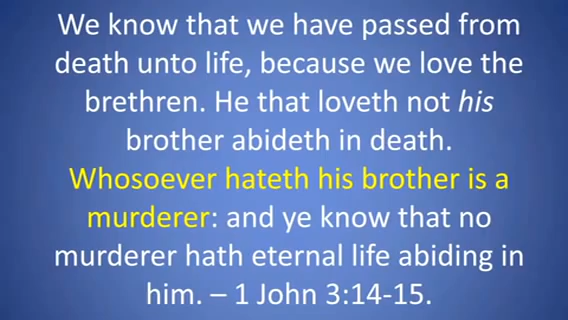 We know that we have passed from
death unto life, because we love the
brethren. He that loveth not his
brother abideth in death.
Whosoever hateth his brother is a
murderer: and ye know that no
murderer hath eternal life abiding in
him. – 1 John 3:14-15.